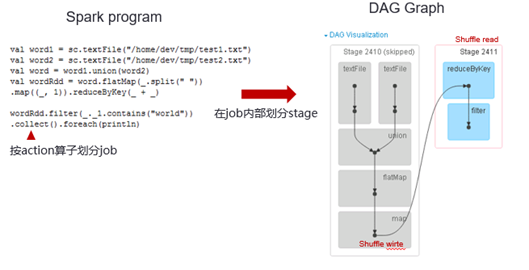 Spark program
val word1 = sc.textFile("/home/dev/tmp/test1.txt")
val word2 = sc.textFile("/home/dev/tmp/test2.txt")
val word = word1.union(word2)
val wordRdd = word.flatMap(_.split(" "))
.map((_, 1)).reduceByKey(_ + _)
wordRdd.filter(_._1.contains("world"))
.collect().foreach(println)
按action算子划分job
在job内部划分stage
DAG Graph
DAG Visualization
Stage 2410 (skipped)
textFile
textFile
union
flatMap
map
Shuffle wirte
Shuffle read
Stage 2411
reduceByKey
filter